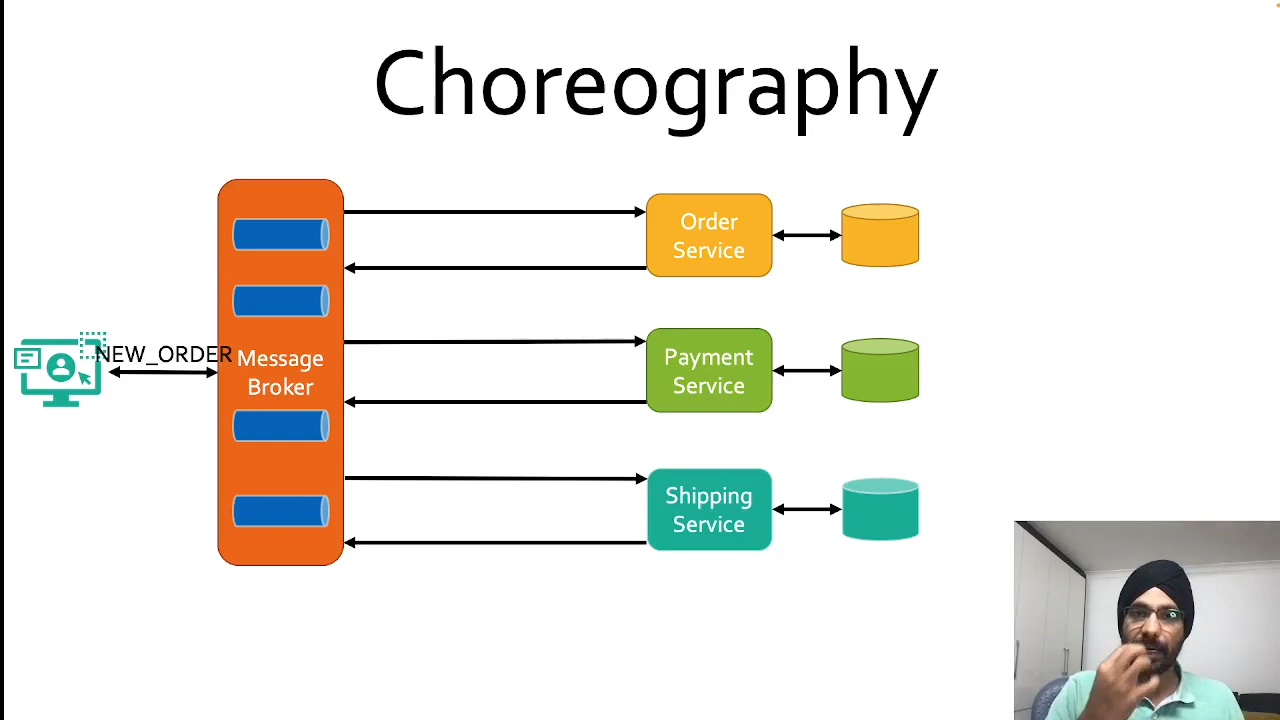 Choreography
NEW_ORDER
Message
Broker
Order
Service
Payment
Service
Shipping
Service